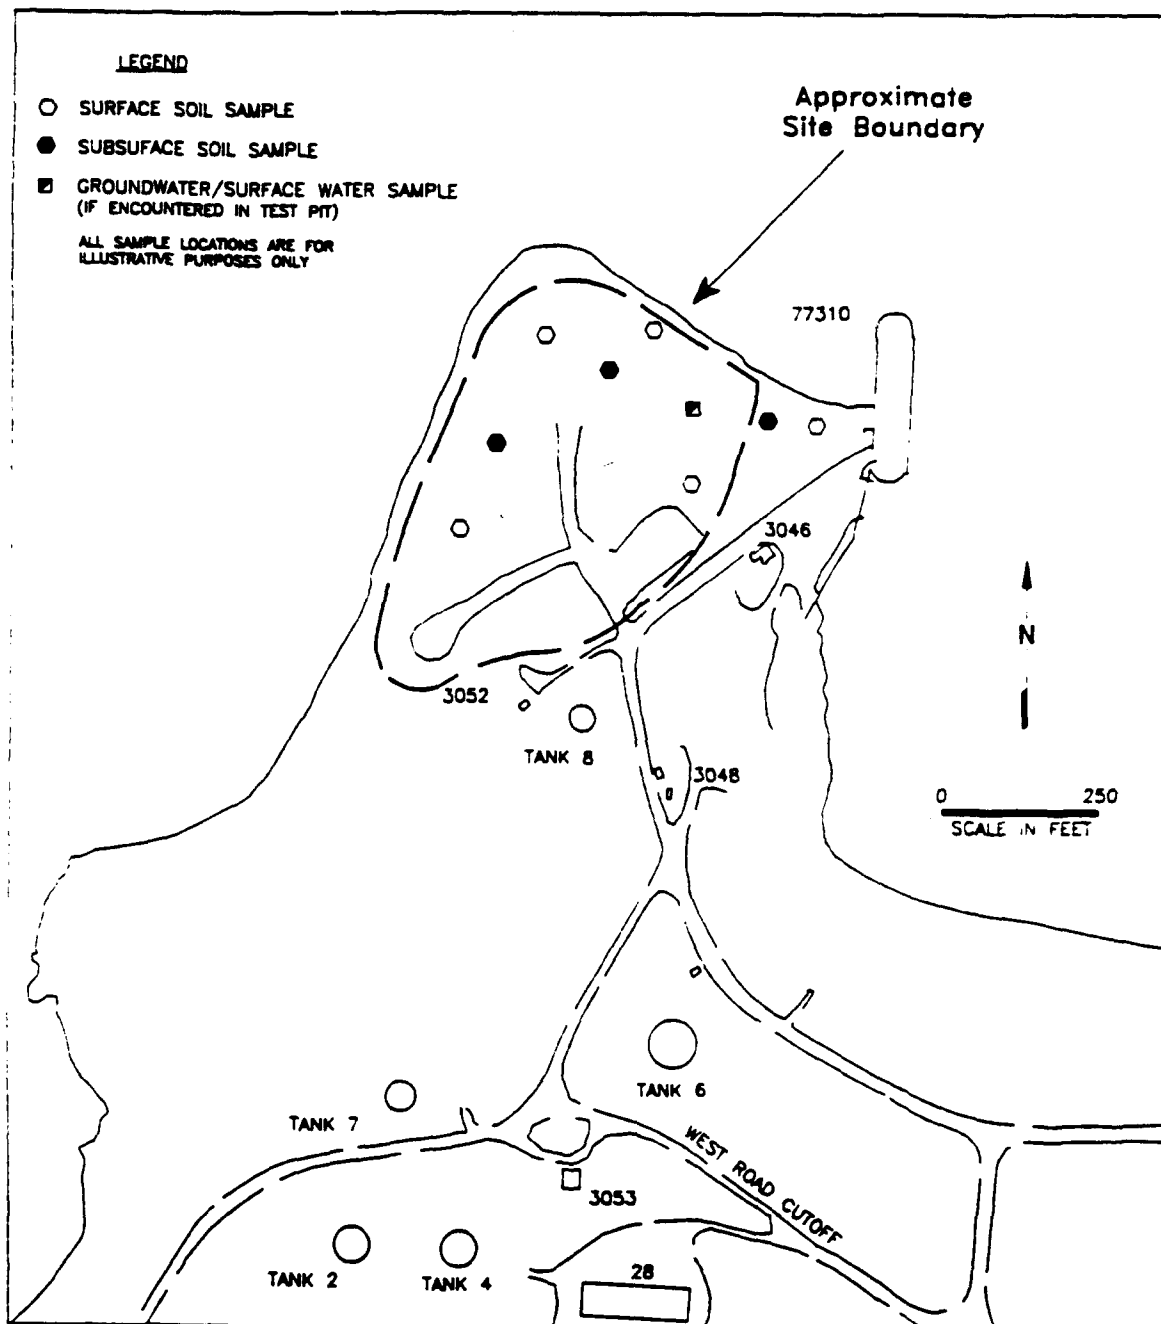 LEGEND
SURFACE SOIL SAMPLE
SUBSUFACE SOIL SAMPLE
GROUNDWATER/SURFACE WATER SAMPLE
(IF ENCOUNTERED IN TEST PIT)
ALL SAMPLE LOCATIONS ARE FOR
ILLUSTRATIVE PURPOSES ONLY
Approximate
Site Boundary
77310
3046
N
3052
TANK 8
3048
0 250
SCALE IN FEET
TANK 6
TANK 7
WEST ROAD CUTOFF
3053
TANK 2
TANK 4
28